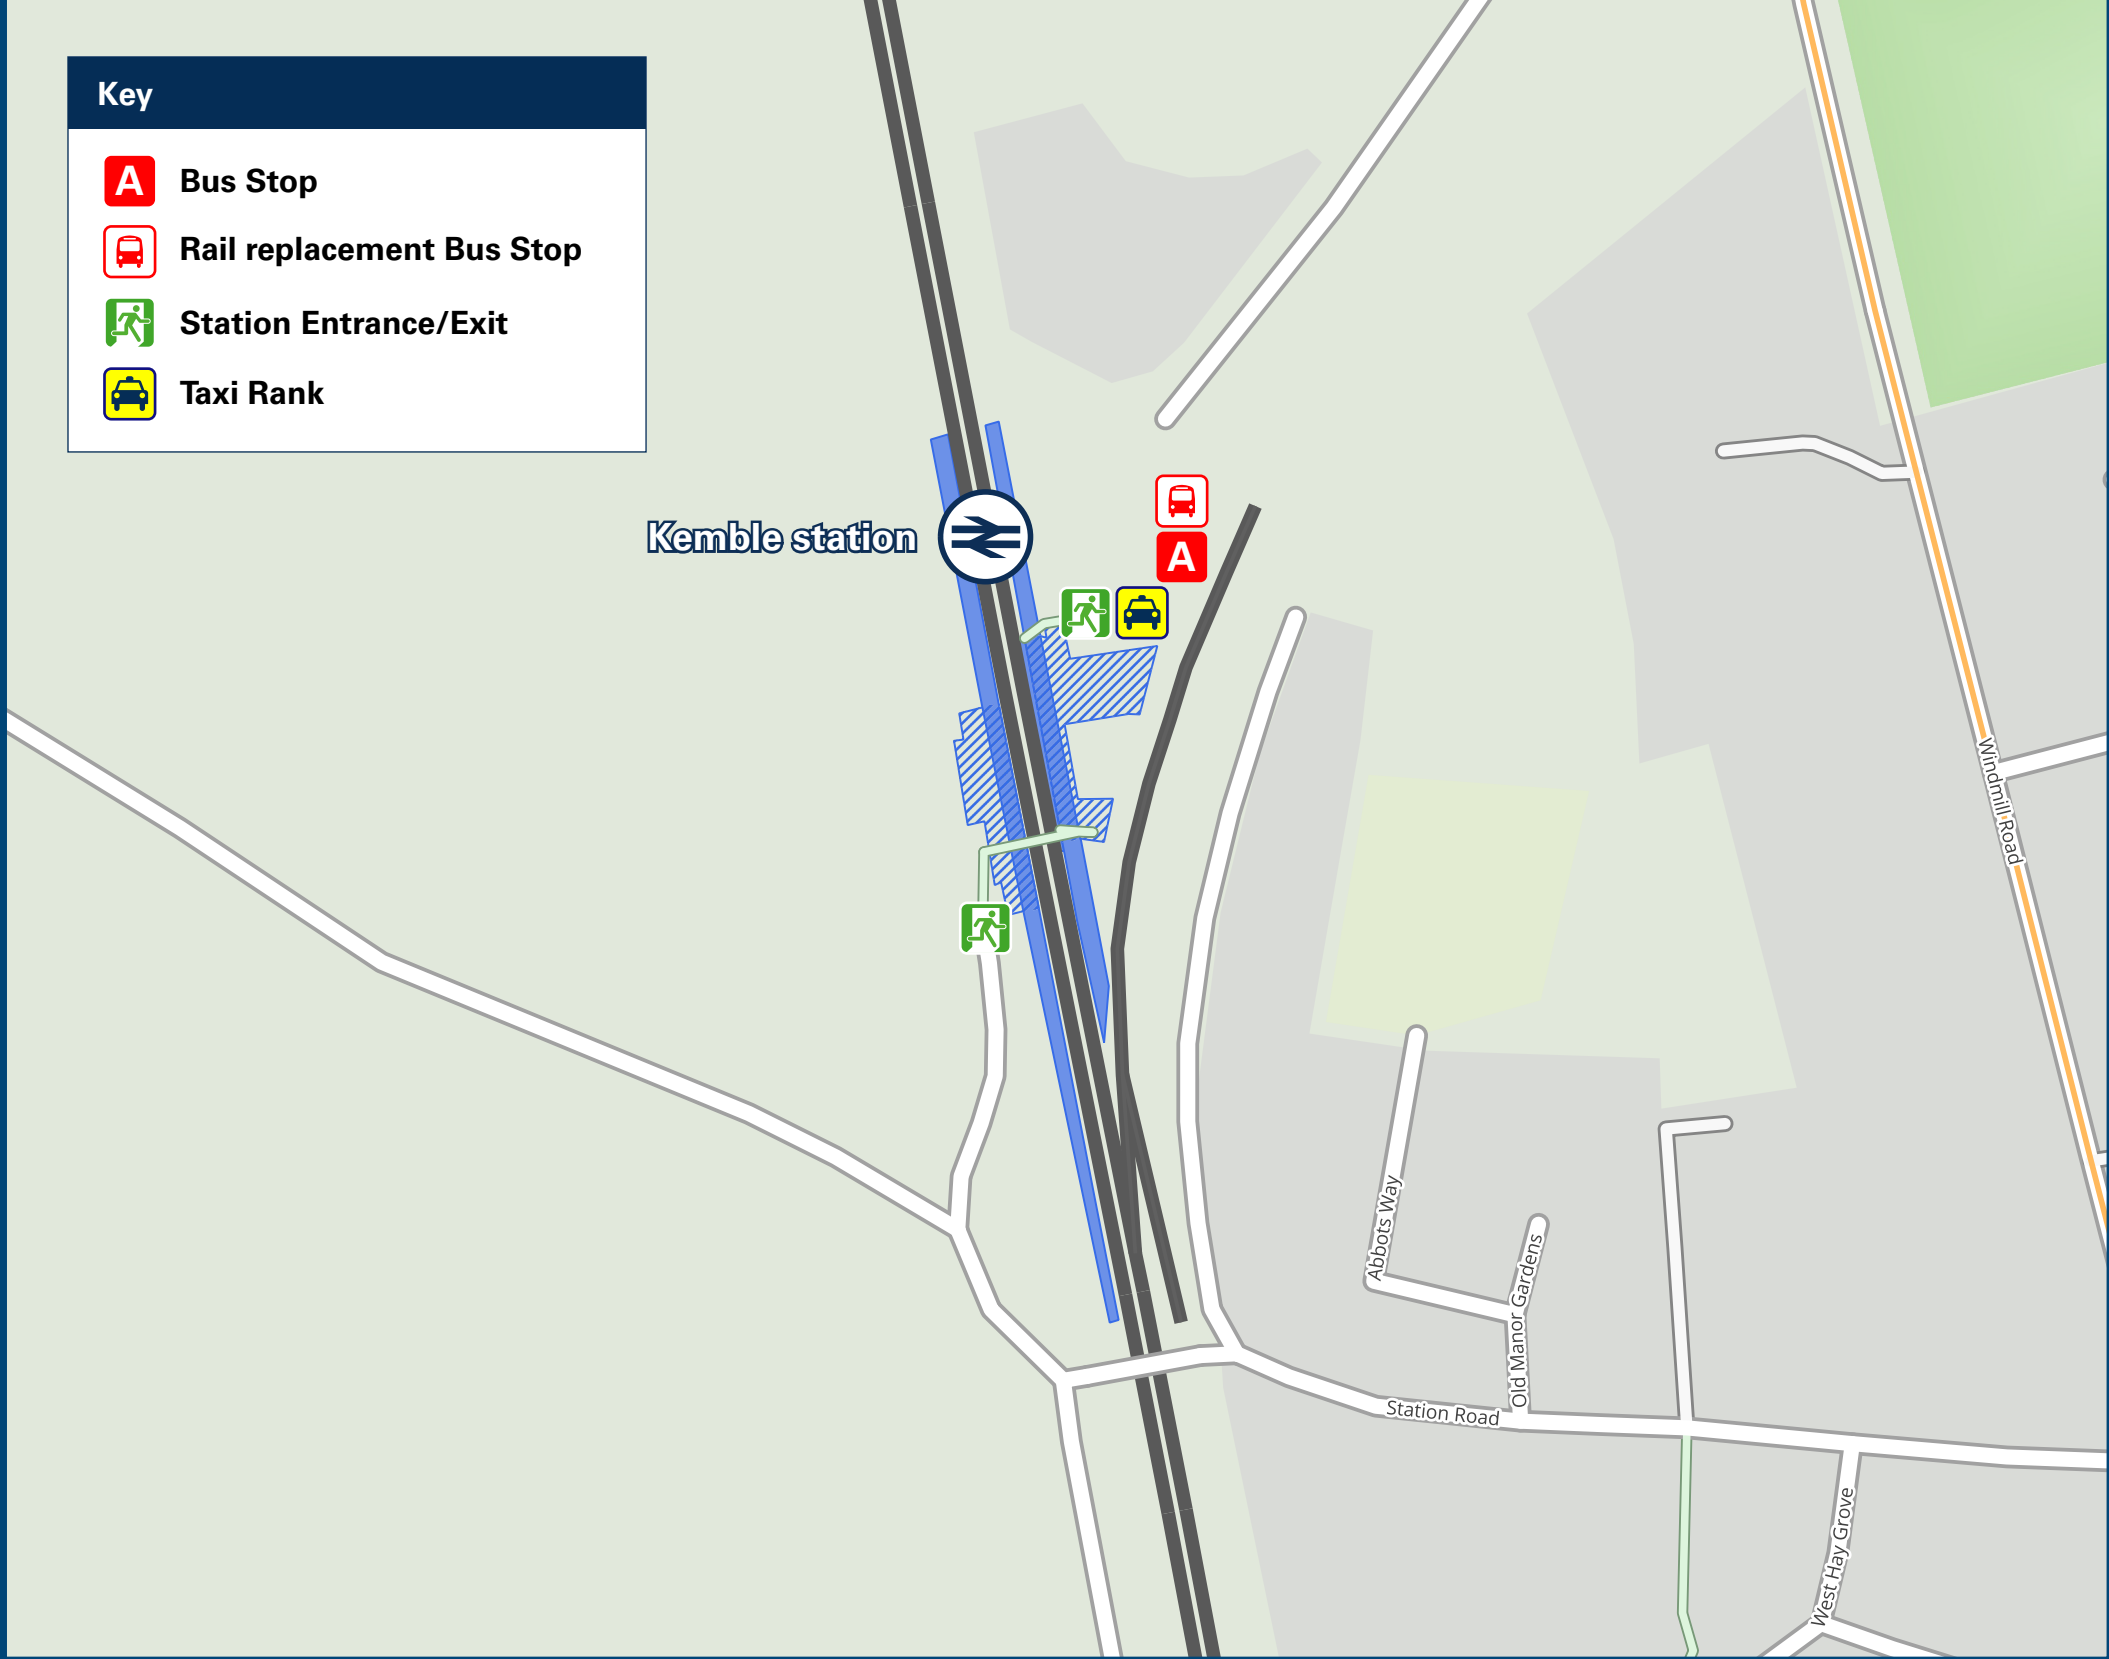 Key
A
Bus Stop
Rail replacement Bus Stop
Station Entrance/Exit
Taxi Rank
Kemble station
A
Windmill Road
Abbots Way
Old Manor Gardens
Station Road
West Hay Grove